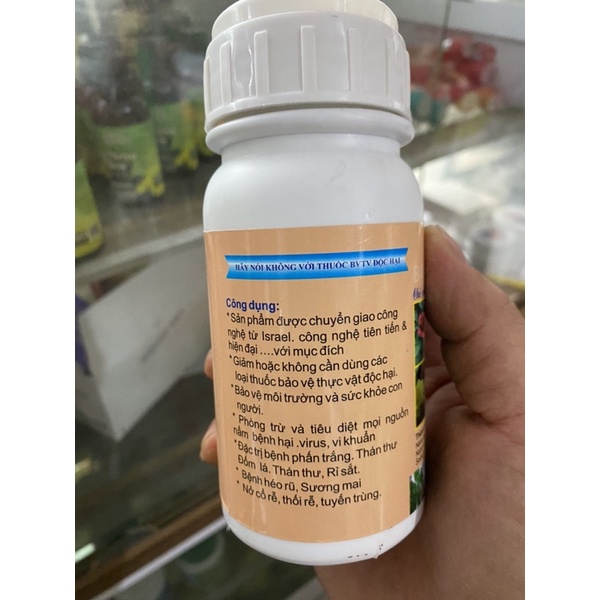 HÃY NÓI KHÔNG VỚI THUỐC BVTV ĐỘC HẠI
Công dụng:
*Sản phẩm được chuyển giao công
nghệ từ Israel. công nghệ tiên tiến &
hiện đại ....với mục đích
*Giảm hoặc không cần dùng các
loại thuốc bảo vệ thực vật độc hại.
*Bảo vệ môi trường và sức khỏe con
người.
* Phòng trừ và tiêu diệt mọi nguồn
nấm bệnh hại .virus, vi khuẩn
*Đặc trị bệnh phấn trắng. Thán thư
Đốm lá. Thán thư, Rỉ sắt.
* Bệnh héo rũ, Sương mai
* Nở cổ rễ, thối rễ, tuyến trùng.